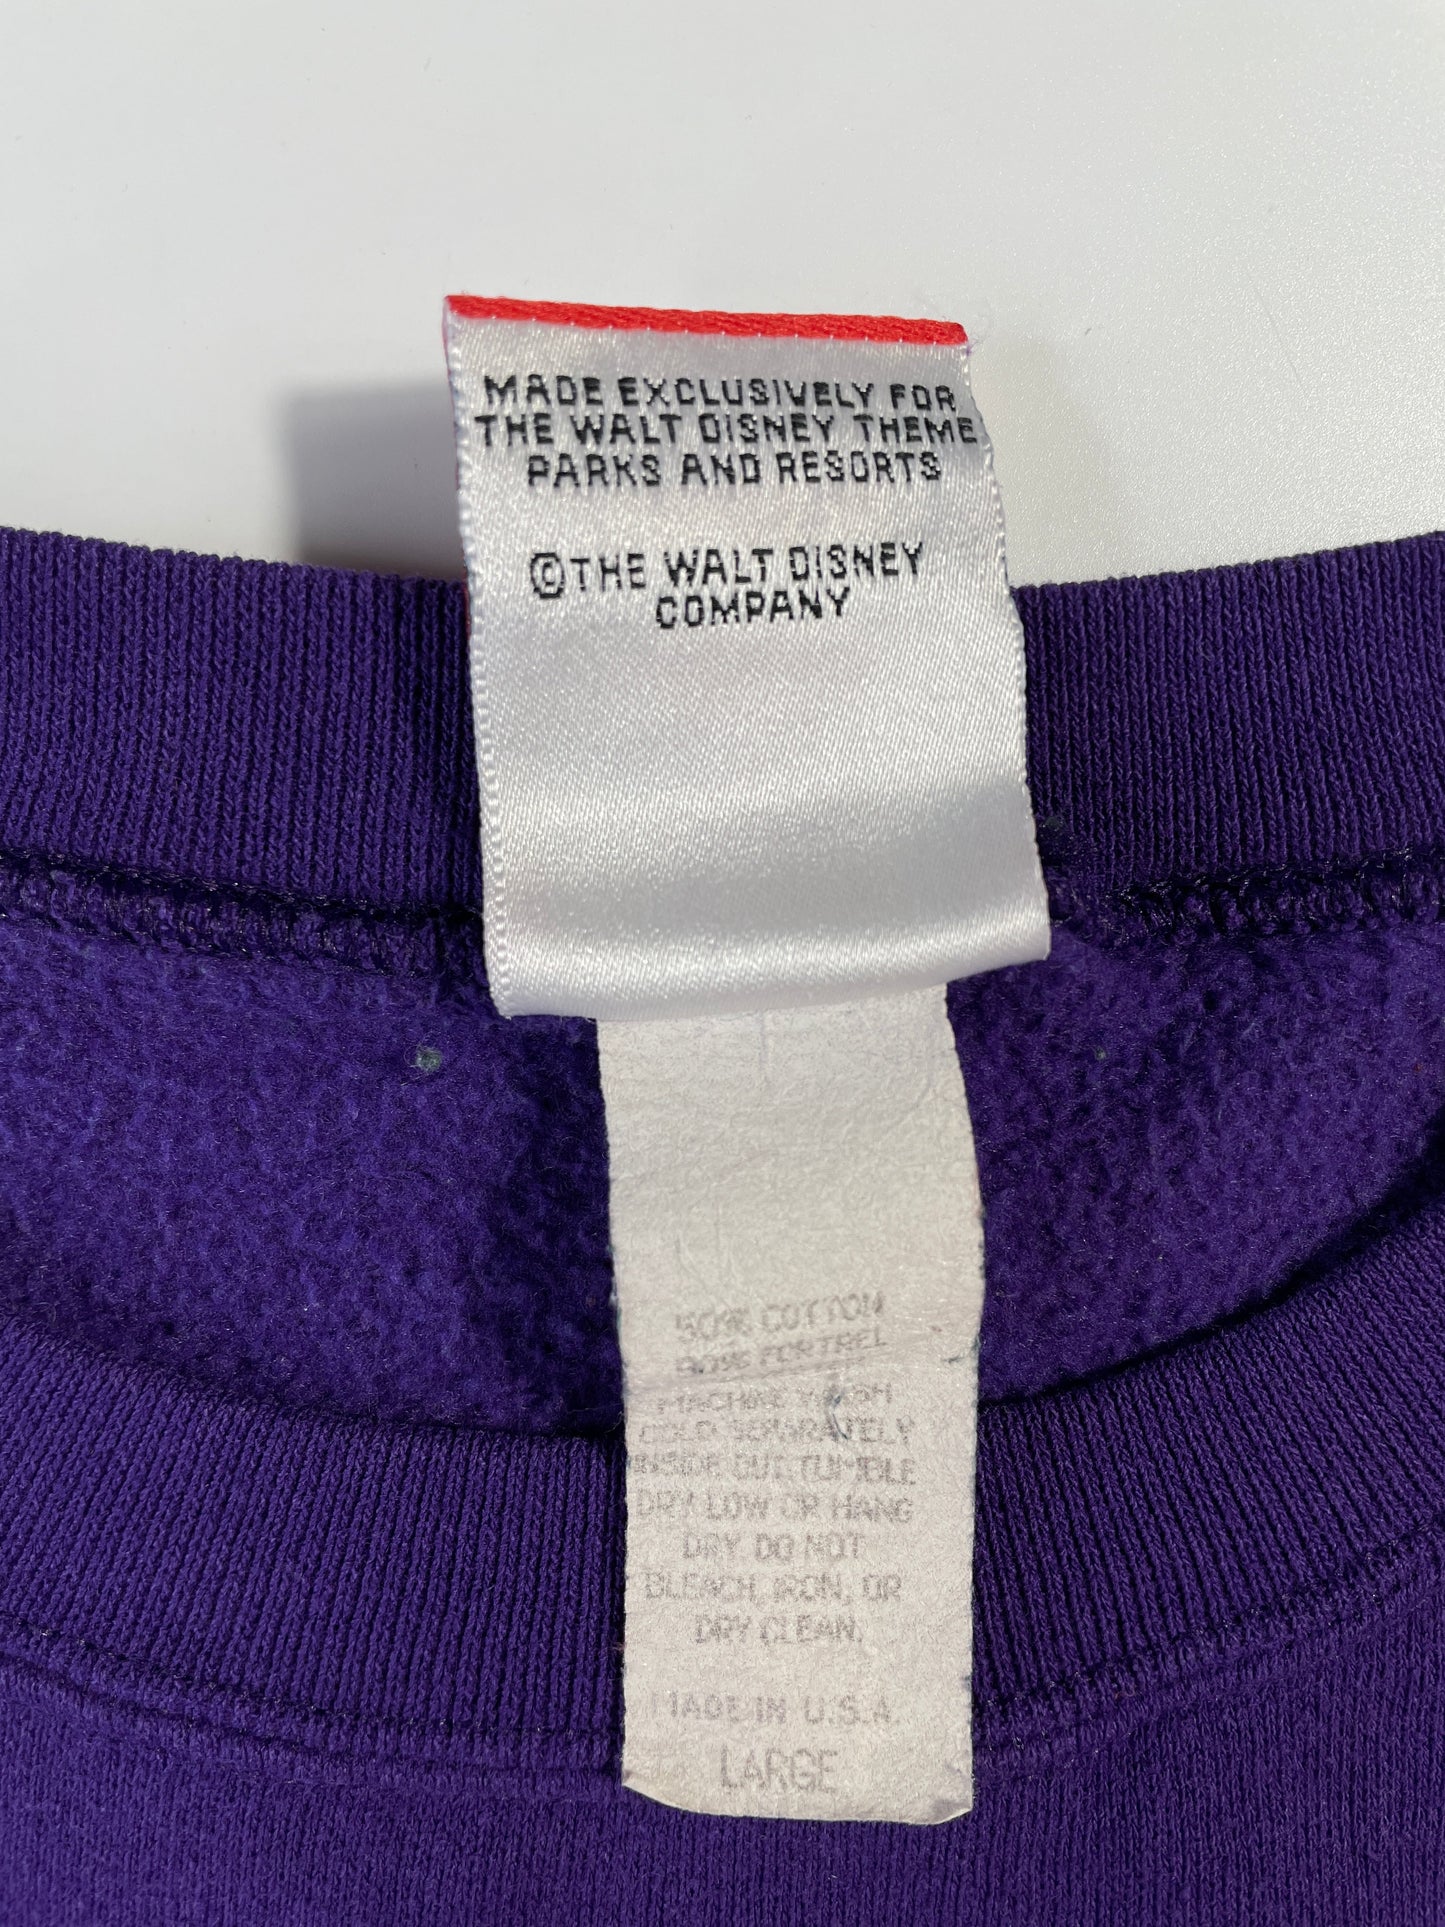 MADE EXCLUSIVELY FOR
THE WALT DISNEY THEME
PARKS AND RESORTS
©THE WALT DISNEY
COMPANY
50% COTTON
FORTREL
MACHINE WASH
COLD SEPARATELY
INSIDE OUT TUMBLE
DRY LOW OR HANG
DRY DO NOT
BLEACH, IRON, OR
DRY CLEAN.
MADE IN U.S.A.
LARGE